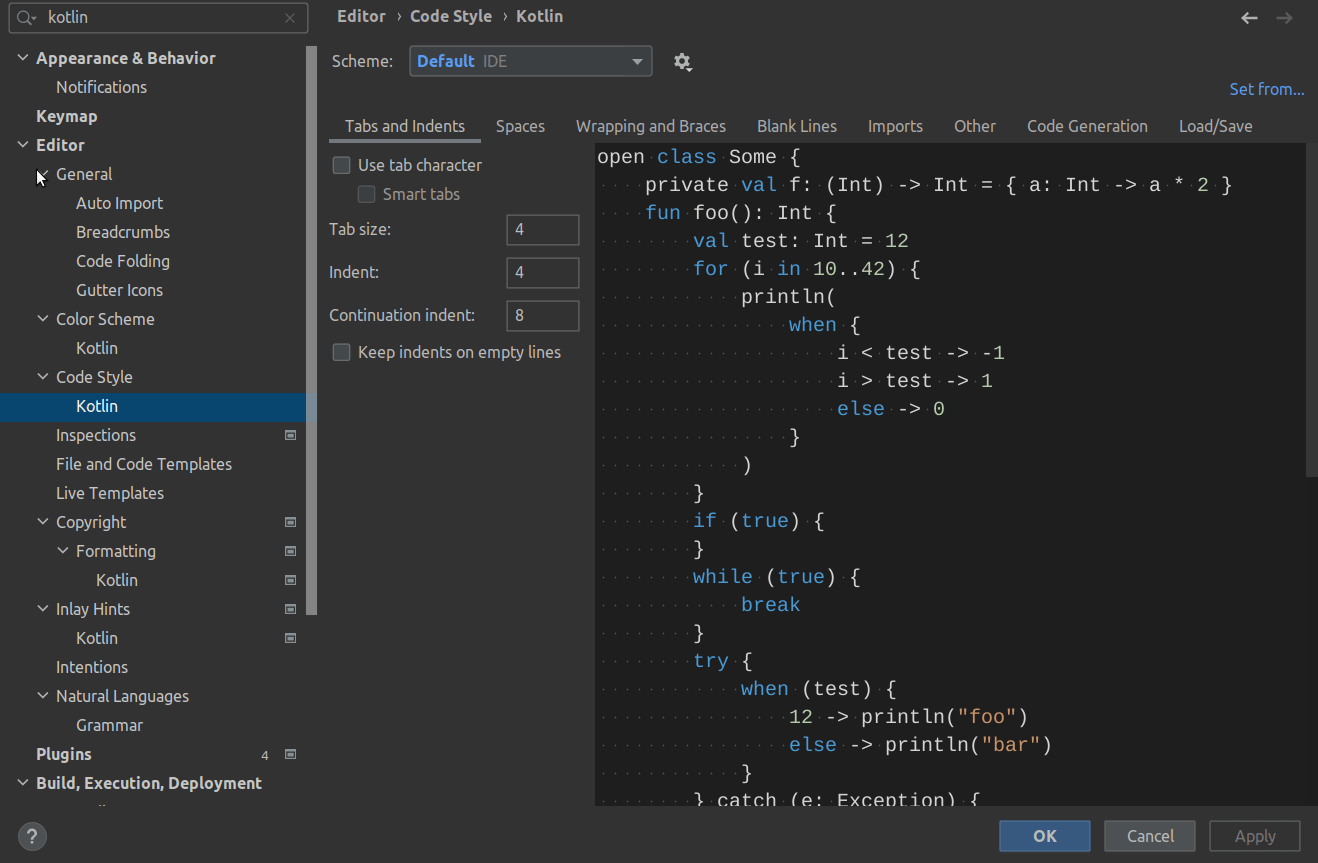 kotlin
Appearance & Behavior
Notifications
Keymap
Editor
General
Auto Import
Breadcrumbs
Code Folding
Gutter Icons
Color Scheme
Kotlin
Code Style
Kotlin
Inspections
File and Code Templates
Live Templates
Copyright
Formatting
Kotlin
Inlay Hints
Kotlin
Intentions
Natural Languages
Grammar
Plugins 4
Build, Execution, Deployment
Editor › Code Style › Kotlin
Scheme: Default IDE
Set from...
Tabs and Indents Spaces Wrapping and Braces Blank Lines Imports Other Code Generation Load/Save
Use tab character
Smart tabs
Tab size: 4
Indent: 4
Continuation indent: 8
Keep indents on empty lines
open class Some {
    private val f: (Int) -> Int = { a: Int -> a * 2 }
    fun foo(): Int {
        val test: Int = 12
        for (i in 10..42) {
            println(
                when {
                    i < test -> -1
                    i > test -> 1
                    else -> 0
                }
            )
        }
        if (true) {
        }
        while (true) {
            break
        }
        try {
            when (test) {
                12 -> println("foo")
                else -> println("bar")
            }
        } catch (e: Exception) {
?
OK Cancel Apply